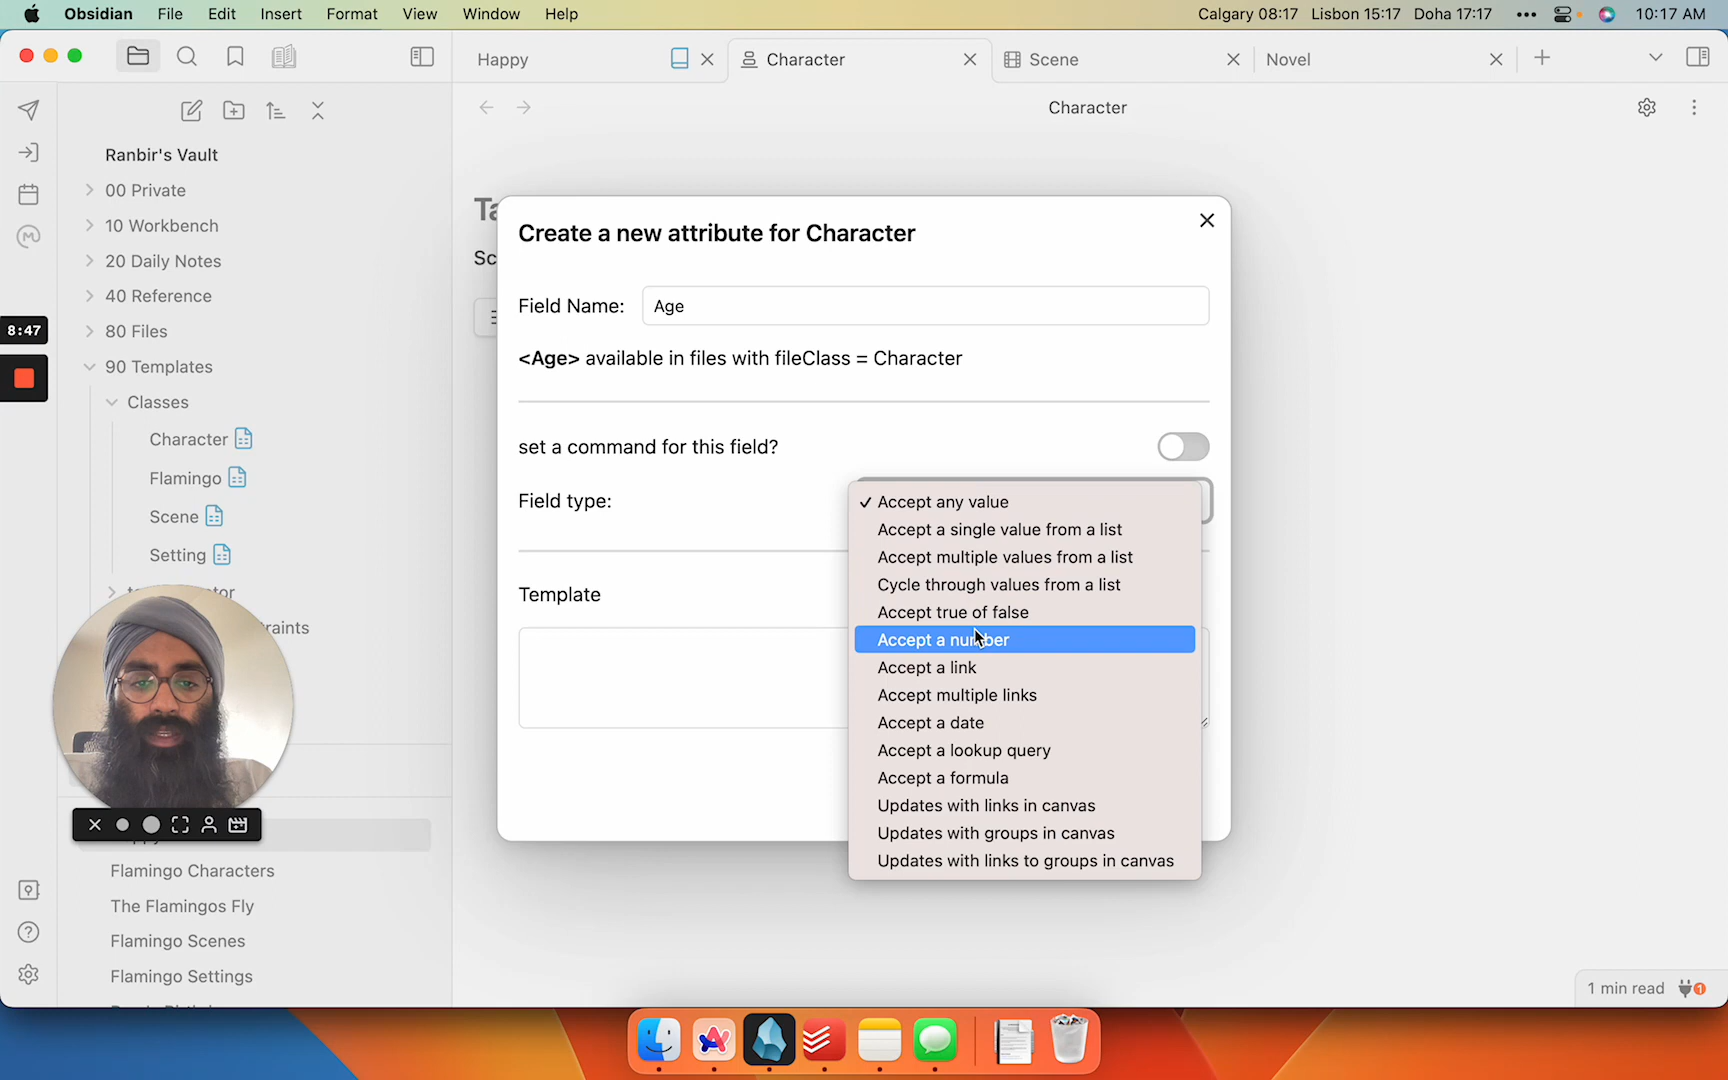 Obsidian File Edit Insert Format View Window Help Calgary 08:17 Lisbon 15:17 Doha 17:17 10:17 AM
Happy Character Scene Novel
Character
Ranbir's Vault
00 Private
10 Workbench
20 Daily Notes
40 Reference
80 Files
8:47
90 Templates
Classes
Character
Flamingo
Scene
Setting
raints
Flamingo Characters
The Flamingos Fly
Flamingo Scenes
Flamingo Settings
Ta
Sc
Create a new attribute for Character
Field Name: Age
<Age> available in files with fileClass = Character
set a command for this field?
Field type:
Template
✓ Accept any value
Accept a single value from a list
Accept multiple values from a list
Cycle through values from a list
Accept true of false
Accept a number
Accept a link
Accept multiple links
Accept a date
Accept a lookup query
Accept a formula
Updates with links in canvas
Updates with groups in canvas
Updates with links to groups in canvas
1 min read 1